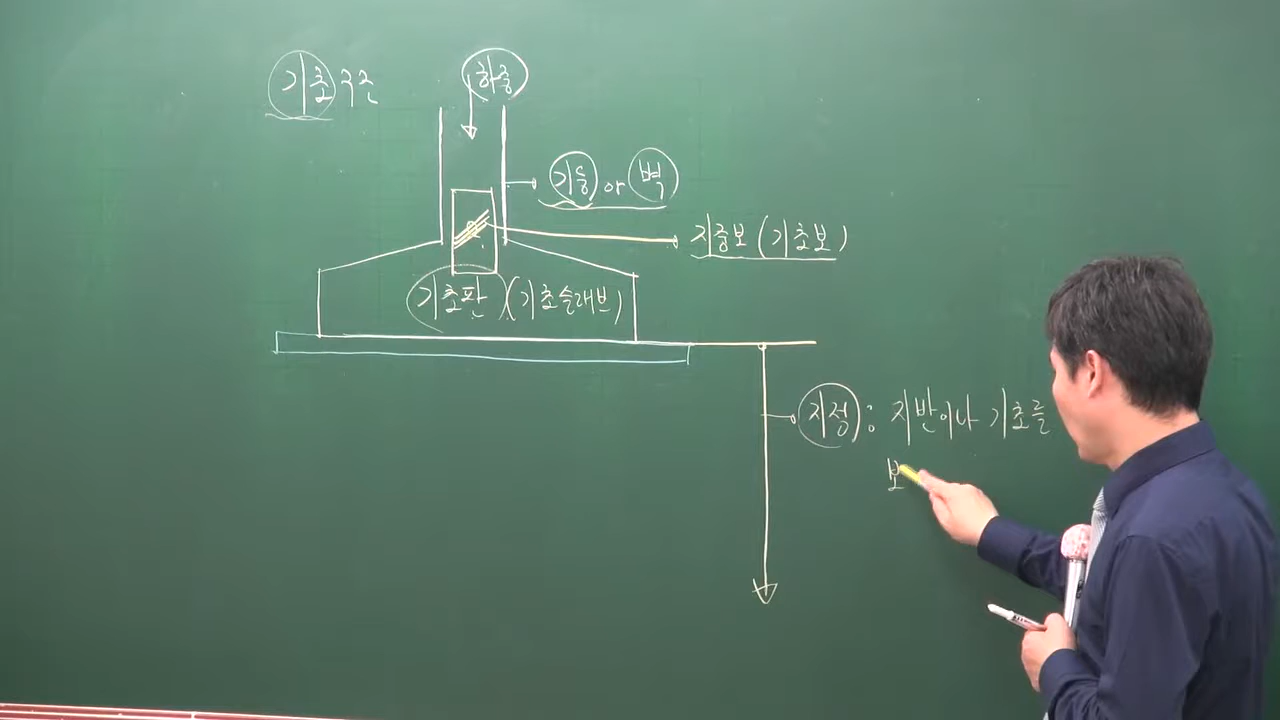 기초구조
하중
기둥 or 벽
지중보(기초보)
기초판(기초슬래브)
지정: 지반이나 기초를
보